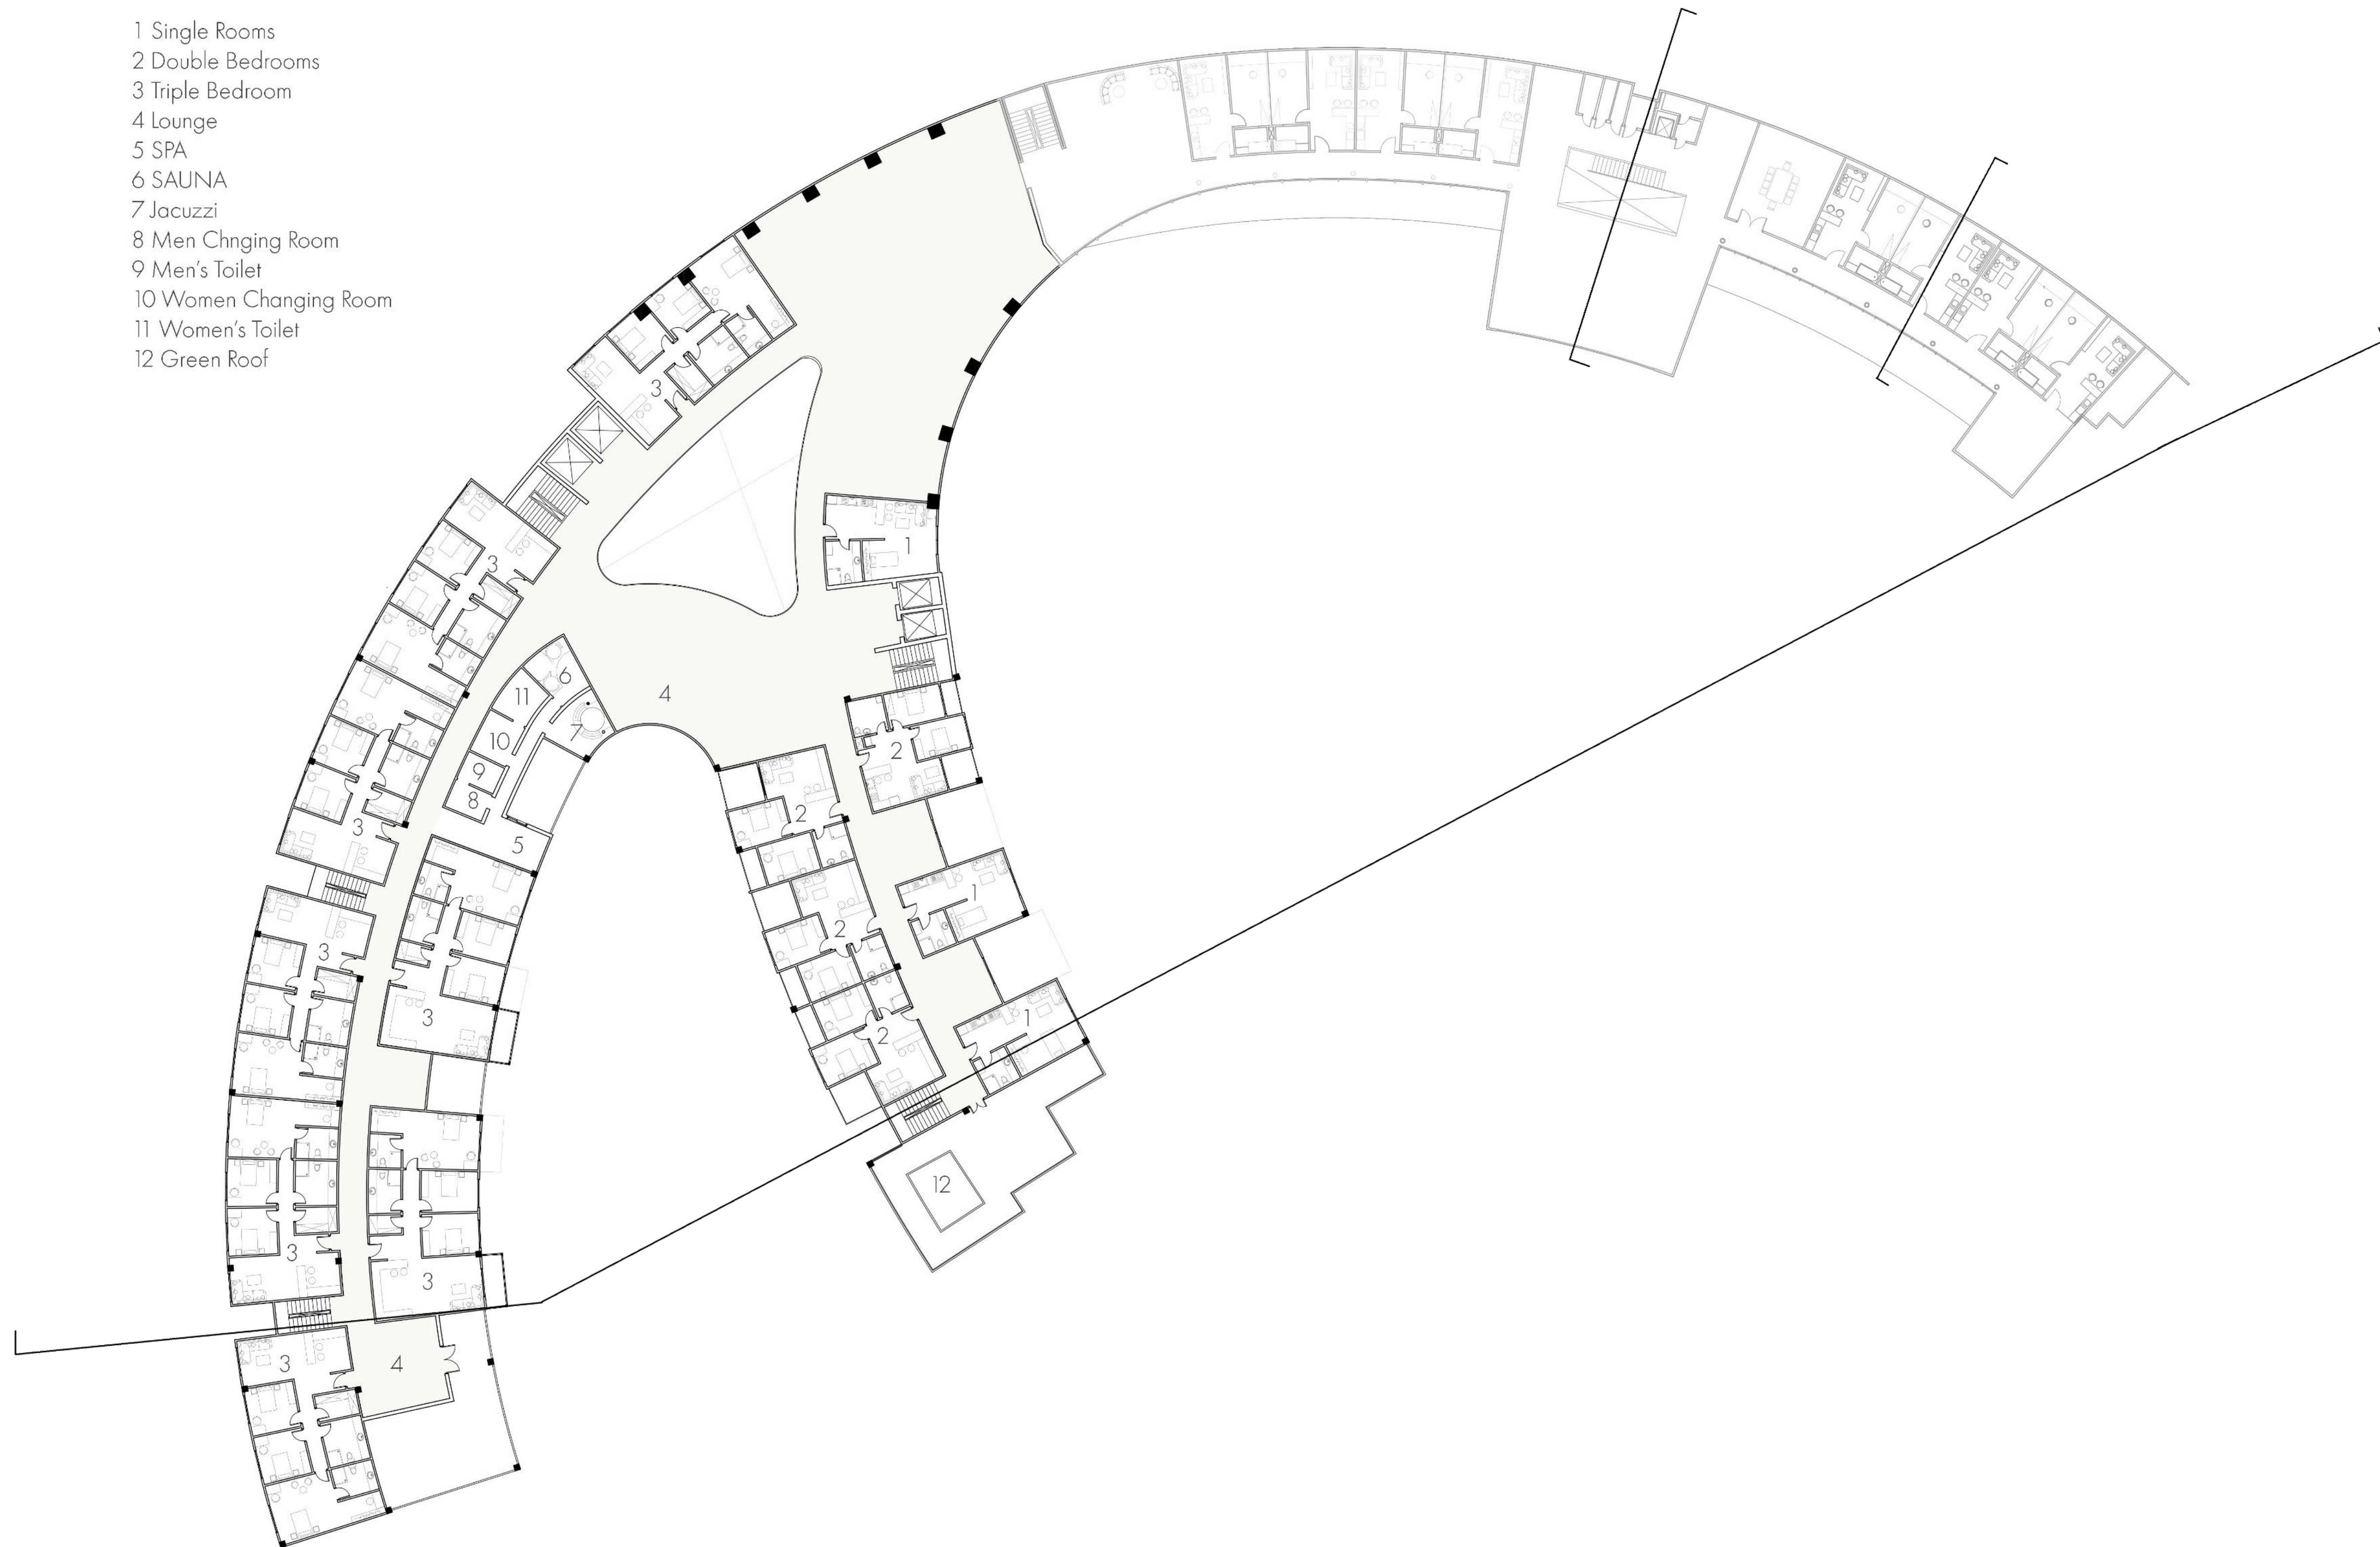 1 Single Rooms
2 Double Bedrooms
3 Triple Bedroom
4 Lounge
5 SPA
6 SAUNA
7 Jacuzzi
8 Men Chnging Room
9 Men's Toilet
10 Women Changing Room
11 Women's Toilet
12 Green Roof
3
3
1
6
11
4
7
10
2
9
8
2
3
5
1
2
3
3
1
2
12
3
3
3
4